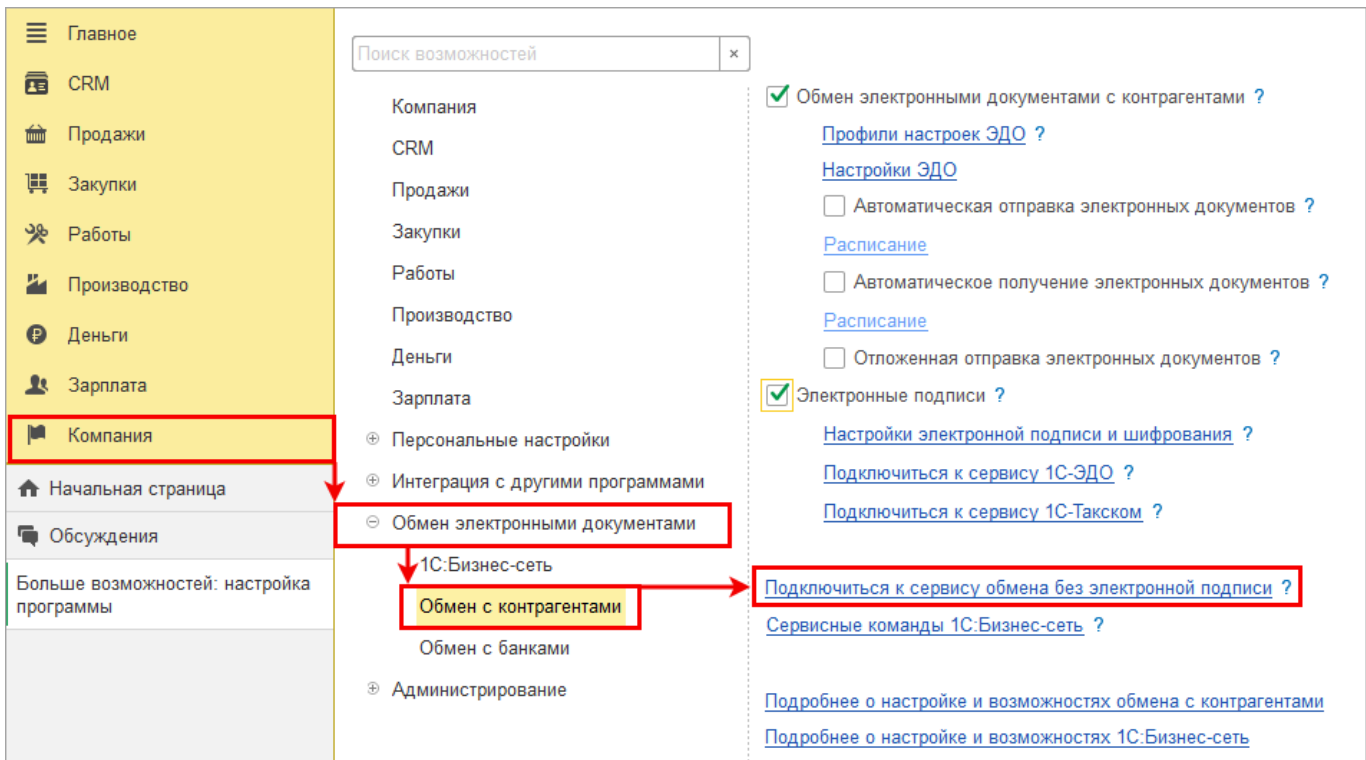 Главное
CRM
Продажи
Закупки
Работы
Производство
Деньги
Зарплата
Компания
Начальная страница
Обсуждения
Больше возможностей: настройка
программы
Поиск возможностей ×
Компания
CRM
Продажи
Закупки
Работы
Производство
Деньги
Зарплата
Персональные настройки
Интеграция с другими программами
Обмен электронными документами
1С:Бизнес-сеть
Обмен с контрагентами
Обмен с банками
Администрирование
Обмен электронными документами с контрагентами ?
Профили настроек ЭДО ?
Настройки ЭДО
Автоматическая отправка электронных документов ?
Расписание
Автоматическое получение электронных документов ?
Расписание
Отложенная отправка электронных документов ?
Электронные подписи ?
Настройки электронной подписи и шифрования ?
Подключиться к сервису 1С-ЭДО ?
Подключиться к сервису 1С-Такском ?
Подключиться к сервису обмена без электронной подписи ?
Сервисные команды 1С:Бизнес-сеть ?
Подробнее о настройке и возможностях обмена с контрагентами
Подробнее о настройке и возможностях 1С:Бизнес-сеть